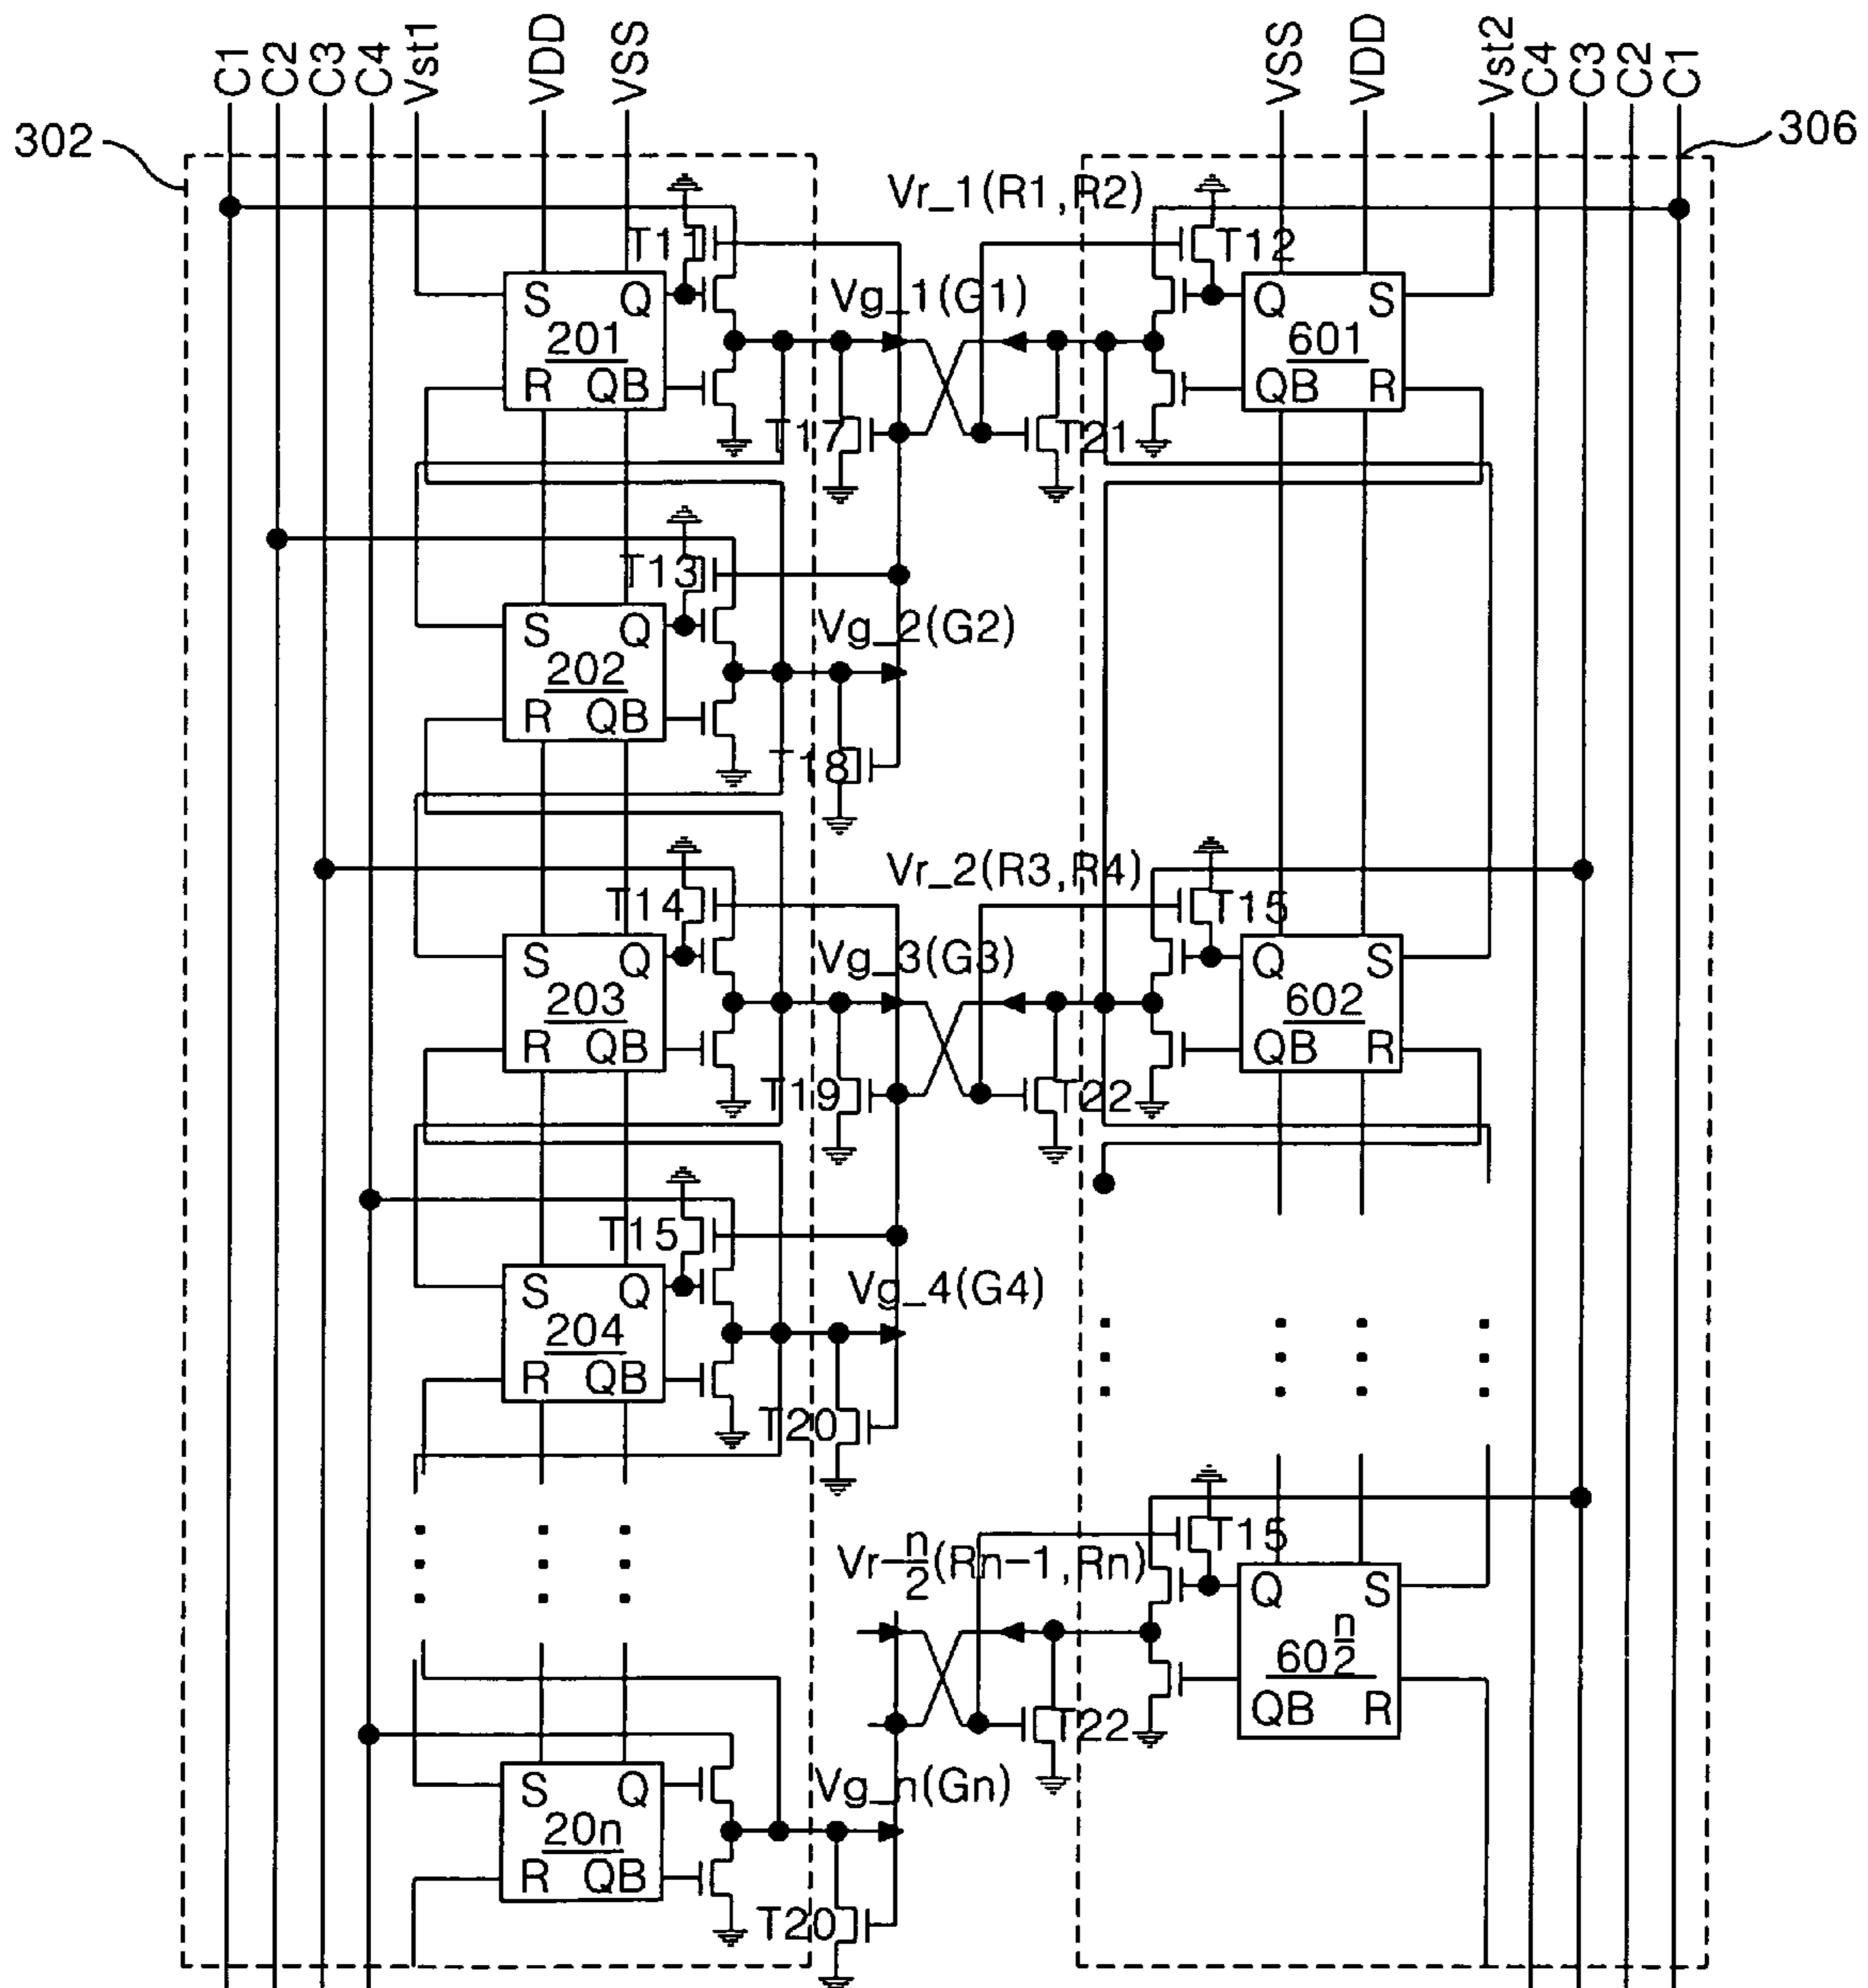 C1 C2 C3 C4 Vst1 VDD VSS VSS VDD Vst2 C4 C3 C2 C1
302
306
Vr_1(R1,R2)
T11
T12
S Q
Vg_1(G1)
Q S
201
601
R QB
QB R
T17
T21
T13
S Q
Vg_2(G2)
202
R QB
T18
Vr_2(R3,R4)
T14
T15
S Q
Vg_3(G3)
Q S
203
602
R QB
QB R
T19
T22
T15
S Q
Vg_4(G4)
204
R QB
T20
T15
Vr-n/2(Rn-1,Rn)
Q S
60n/2
QB R
T22
S Q
Vg_n(Gn)
20n
R QB
T20